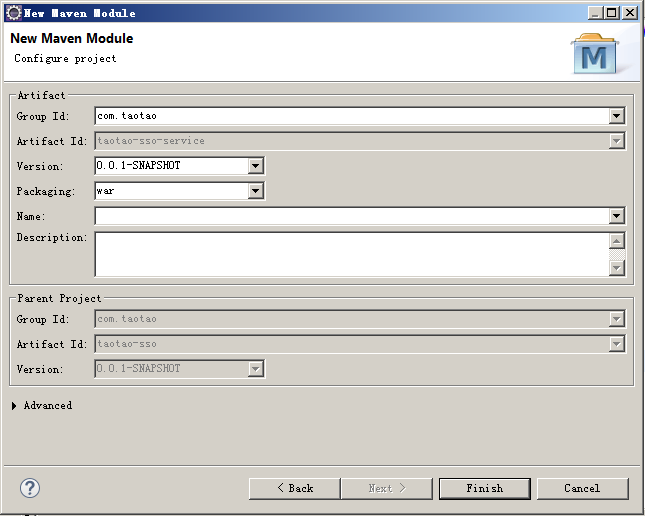 New Maven Module
New Maven Module
Configure project
M
Artifact
Group Id: com.taotao
Artifact Id: taotao-sso-service
Version: 0.0.1-SNAPSHOT
Packaging: war
Name:
Description:
Parent Project
Group Id: com.taotao
Artifact Id: taotao-sso
Version: 0.0.1-SNAPSHOT
Advanced
? < Back Next > Finish Cancel